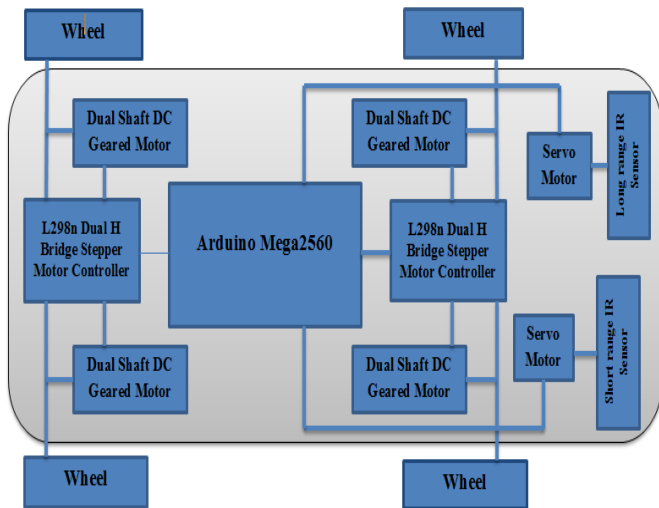 Wheel
Wheel
Dual Shaft DC
Geared Motor
Dual Shaft DC
Geared Motor
Servo
Motor
Long range IR
Sensor
L298n Dual H
Bridge Stepper
Motor Controller
Arduino Mega2560
L298n Dual H
Bridge Stepper
Motor Controller
Servo
Motor
Short range IR
Sensor
Dual Shaft DC
Geared Motor
Dual Shaft DC
Geared Motor
Wheel
Wheel